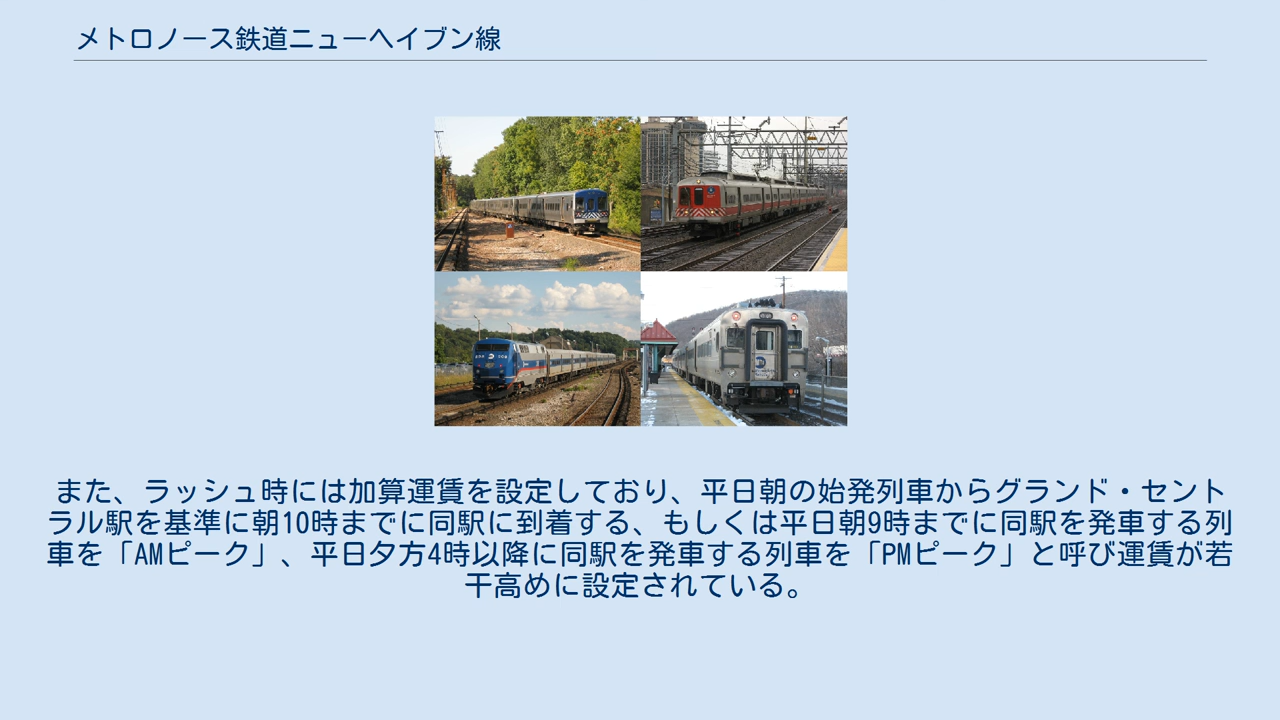 メトロノース鉄道ニューヘイブン線
また、ラッシュ時には加算運賃を設定しており、平日朝の始発列車からグランド・セント
ラル駅を基準に朝10時までに同駅に到着する、もしくは平日朝9時までに同駅を発車する列
車を「AMピーク」、平日夕方4時以降に同駅を発車する列車を「PMピーク」と呼び運賃が若
干高めに設定されている。